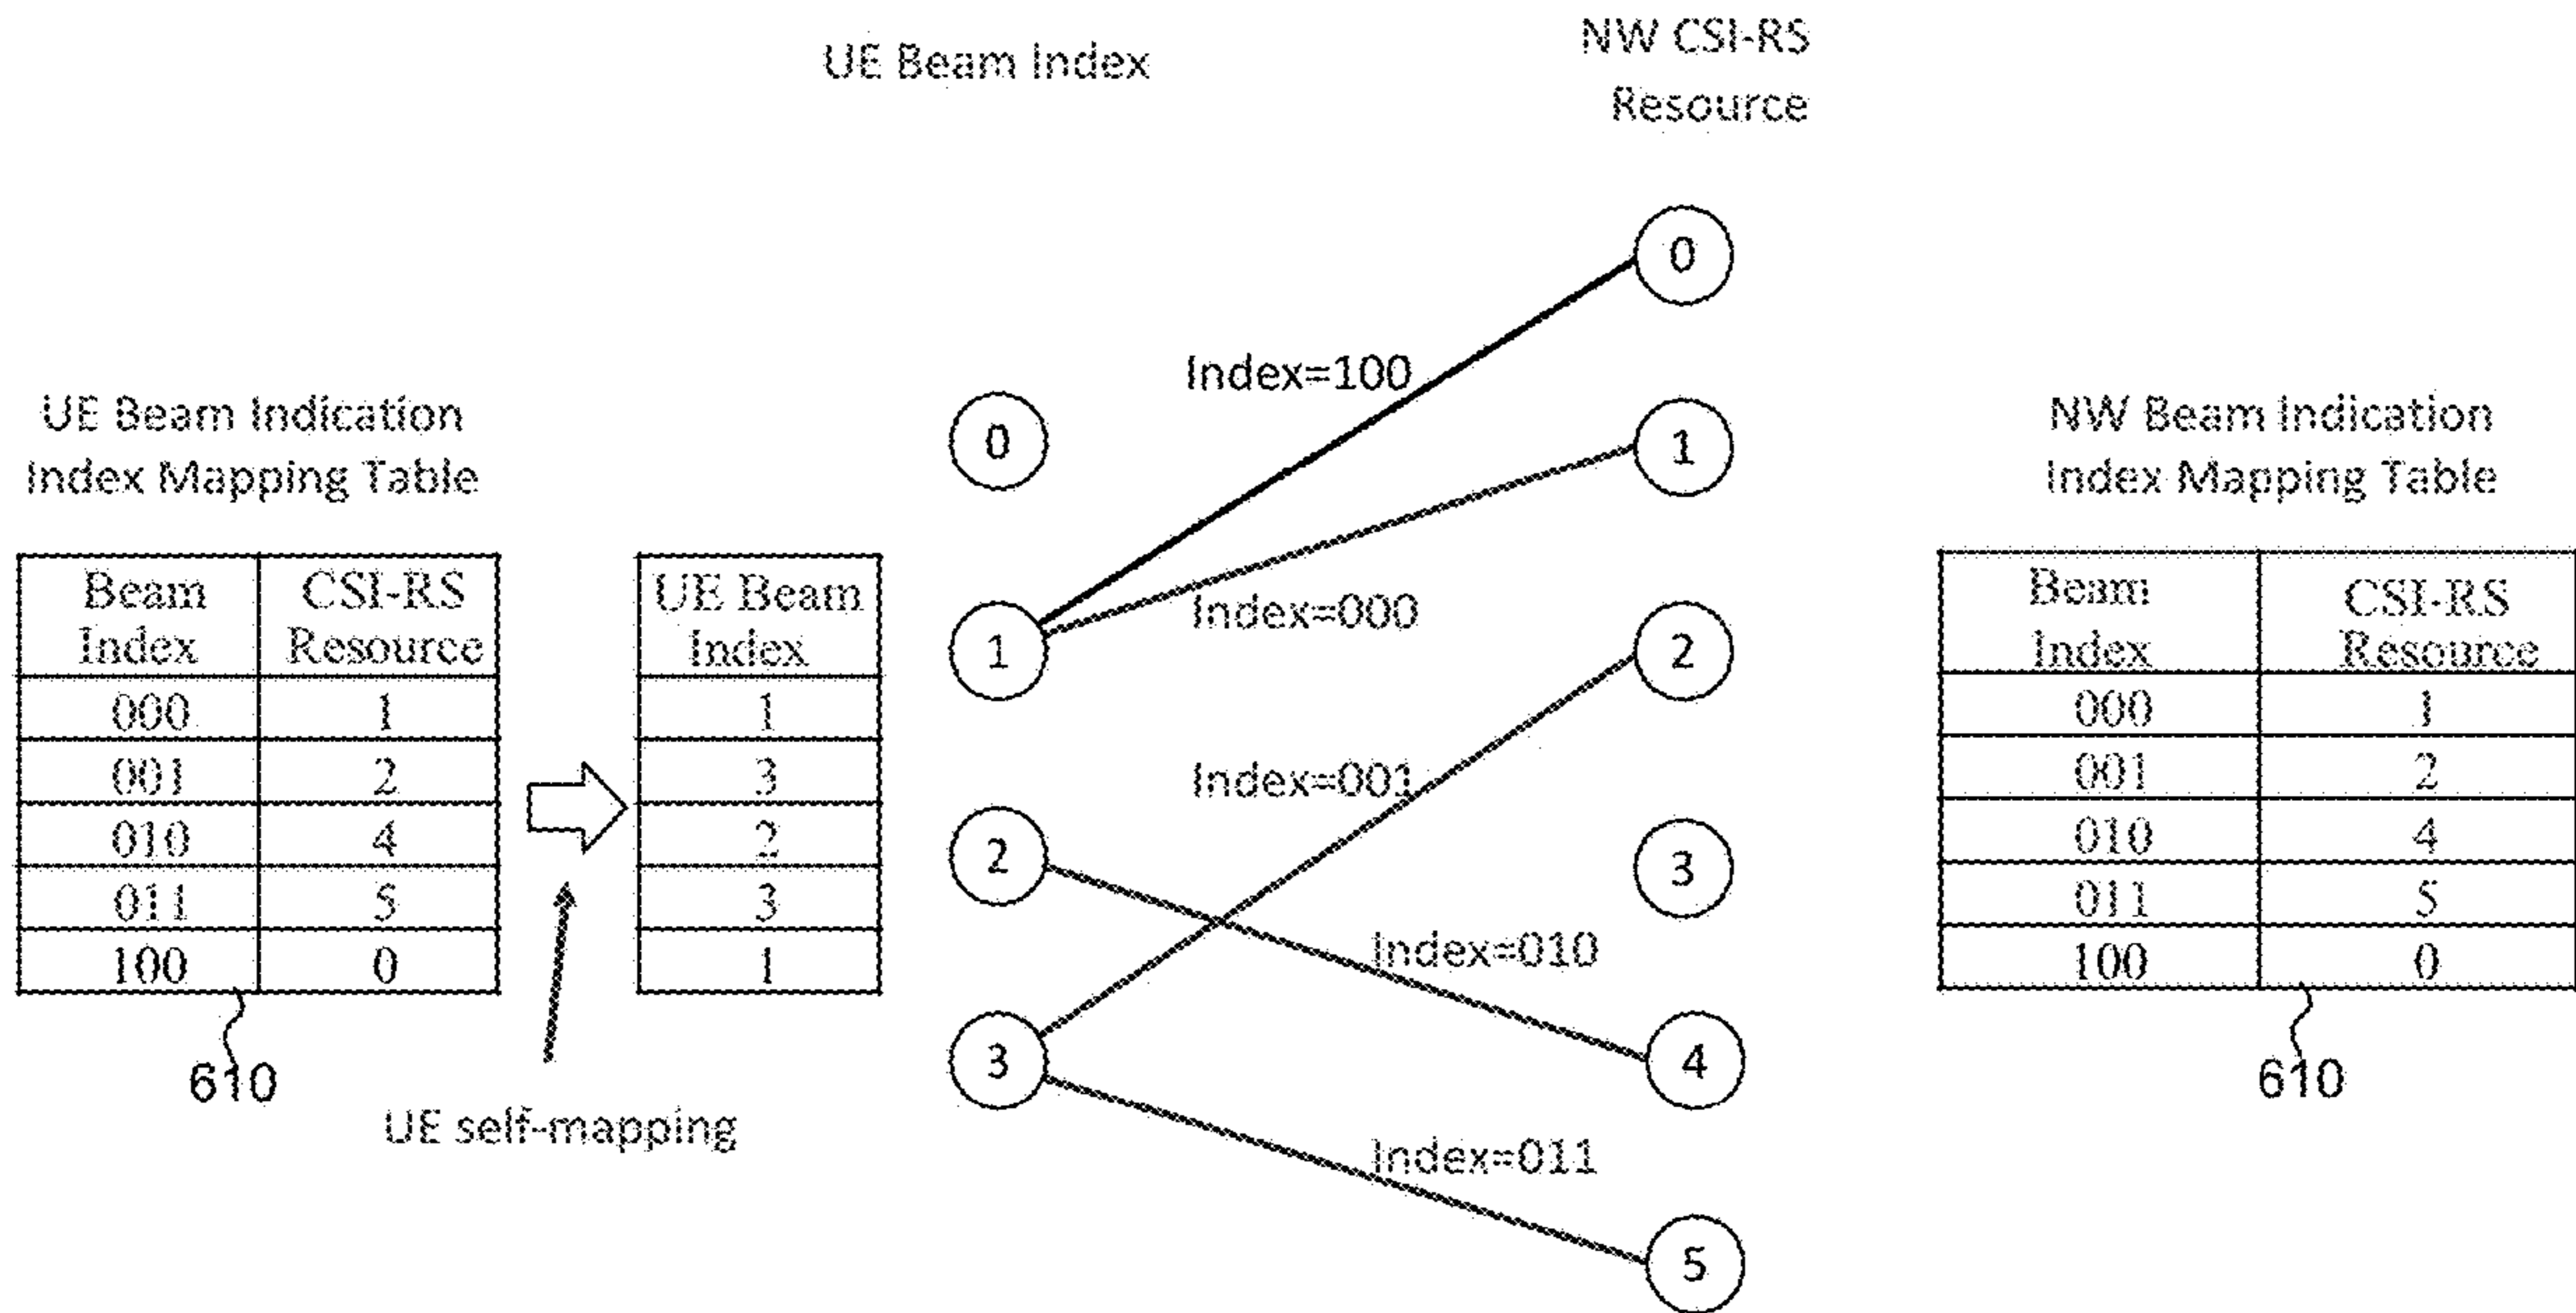 UE Beam Index
NW CSI-RS
Resource
UE Beam Indication
Index Mapping Table
Beam Index CSI-RS Resource
000 1
001 2
010 4
011 5
100 0
610
UE self-mapping
UE Beam
Index
1
3
2
3
1
0
1
2
3
Index=100
Index=000
Index=001
Index=010
Index=011
0
1
2
3
4
5
NW Beam Indication
Index Mapping Table
Beam Index CSI-RS Resource
000 1
001 2
010 4
011 5
100 0
610